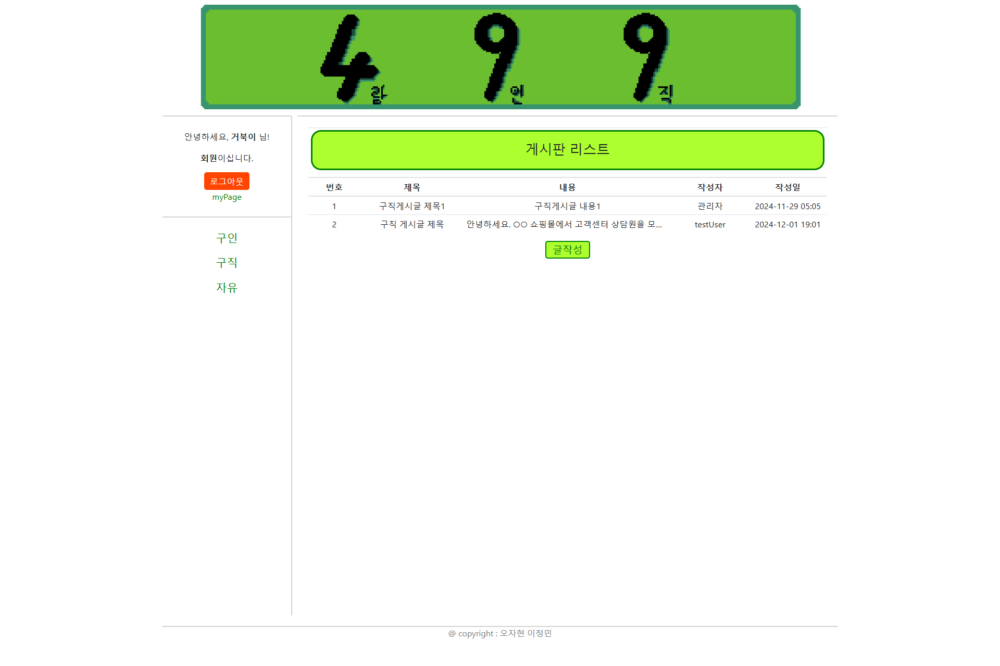 4람 9인 9직
안녕하세요, 거북이 님!
회원이십니다.
로그아웃
myPage
구인
구직
자유
게시판 리스트
번호 제목 내용 작성자 작성일
1 구직게시글 제목1 구직게시글 내용1 관리자 2024-11-29 05:05
2 구직 게시글 제목 안녕하세요. ○○ 쇼핑몰에서 고객센터 상담원을 모... testUser 2024-12-01 19:01
글작성
@ copyright : 오자현 이정민